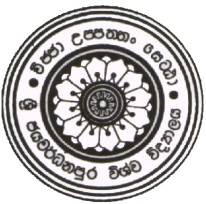 විජ්ජා උප්පතතං සෙට්ඨා
ශ්‍රී ජයවර්ධනපුර විශ්ව විද්‍යාලය